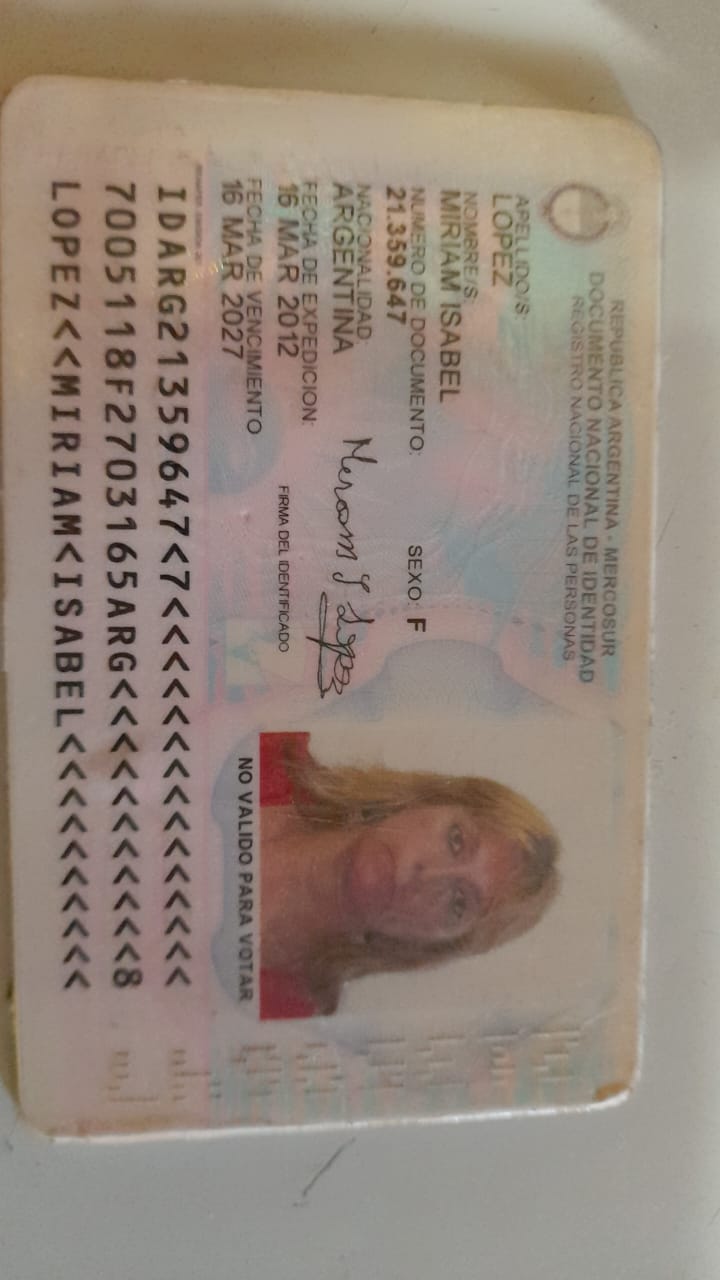 REPUBLICA ARGENTINA - MERCOSUR
DOCUMENTO NACIONAL DE IDENTIDAD
REGISTRO NACIONAL DE LAS PERSONAS
APELLIDO/S:
LOPEZ
NOMBRE/S:
MIRIAM ISABEL
NUMERO DE DOCUMENTO:
21.359.647
SEXO: F
NACIONALIDAD:
ARGENTINA
FECHA DE EXPEDICION:
16 MAR 2012
FIRMA DEL IDENTIFICADO
FECHA DE VENCIMIENTO
16 MAR 2027
NO VALIDO PARA VOTAR
IDARG21359647<7<<<<<<<<<<<<<<<
7005118F2703165ARG<<<<<<<<<<<8
LOPEZ<<MIRIAM<ISABEL<<<<<<<<<<